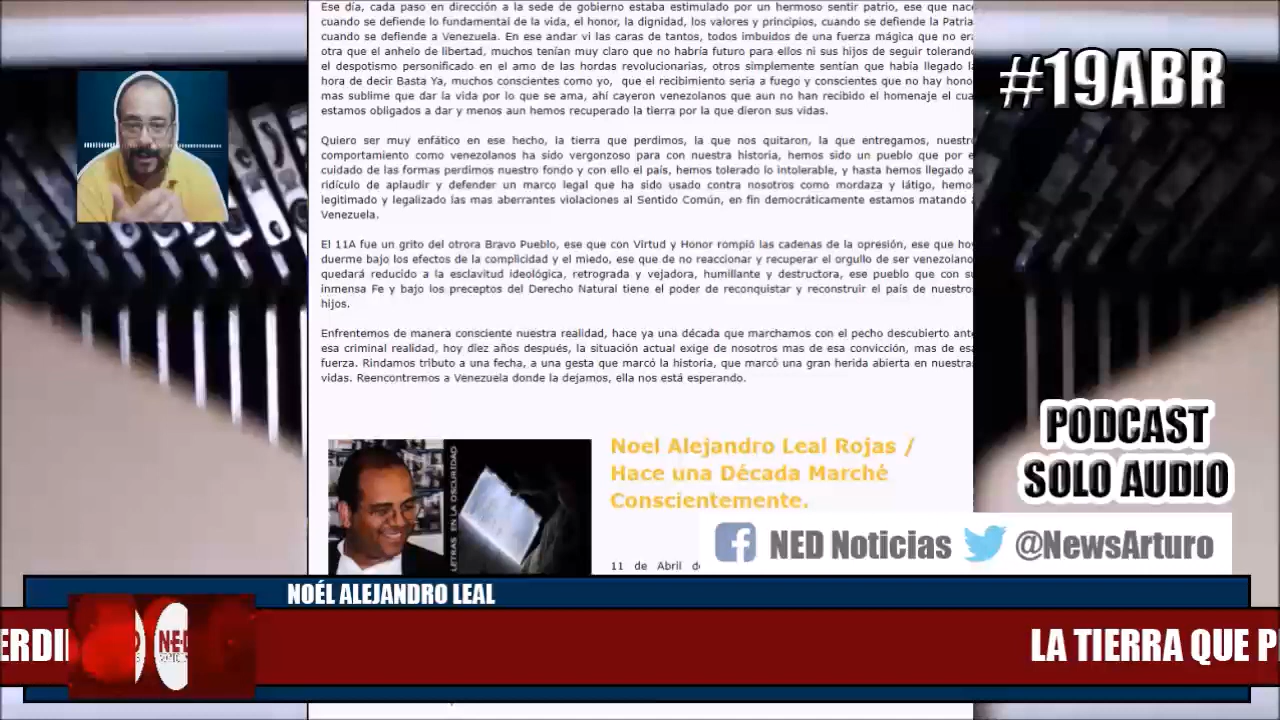 Ese día, cada paso en dirección a la sede de gobierno estaba estimulado por un hermoso sentir patrio, ese que nace
cuando se defiende lo fundamental de la vida, el honor, la dignidad, los valores y principios, cuando se defiende la Patria
cuando se defiende a Venezuela. En ese andar vi las caras de tantos, todos imbuidos de una fuerza mágica que no era
otra que el anhelo de libertad, muchos tenían muy claro que no habría futuro para ellos ni sus hijos de seguir tolerando
el despotismo personificado en el amo de las hordas revolucionarias, otros simplemente sentían que había llegado l
hora de decir Basta Ya, muchos conscientes como yo, que el recibimiento seria a fuego y conscientes que no hay hono
mas sublime que dar la vida por lo que se ama, ahí cayeron venezolanos que aun no han recibido el homenaje el cua
estamos obligados a dar y menos aun hemos recuperado la tierra por la que dieron sus vidas.
Quiero ser muy enfático en ese hecho, la tierra que perdimos, la que nos quitaron, la que entregamos, nuestro
comportamiento como venezolanos ha sido vergonzoso para con nuestra historia, hemos sido un pueblo que por e
cuidado de las formas perdimos nuestro fondo y con ello el país, hemos tolerado lo intolerable, y hasta hemos llegado a
ridículo de aplaudir y defender un marco legal que ha sido usado contra nosotros como mordaza y látigo, hemo
legitimado y legalizado las mas aberrantes violaciones al Sentido Común, en fin democráticamente estamos matando a
Venezuela.
El 11A fue un grito del otrora Bravo Pueblo, ese que con Virtud y Honor rompió las cadenas de la opresión, ese que hoy
duerme bajo los efectos de la complicidad y el miedo, ese que de no reaccionar y recuperar el orgullo de ser venezolano
quedará reducido a la esclavitud ideológica, retrograda y vejadora, humillante y destructora, ese pueblo que con su
inmensa Fe y bajo los preceptos del Derecho Natural tiene el poder de reconquistar y reconstruir el país de nuestros
hijos.
Enfrentemos de manera consciente nuestra realidad, hace ya una década que marchamos con el pecho descubierto ante
esa criminal realidad, hoy diez años después, la situación actual exige de nosotros mas de esa convicción, mas de esa
fuerza. Rindamos tributo a una fecha, a una gesta que marcó la historia, que marcó una gran herida abierta en nuestras
vidas. Reencontremos a Venezuela donde la dejamos, ella nos está esperando.
#19ABR
PODCAST
SOLO AUDIO
LETRAS EN LA OSCURIDAD
Noel Alejandro Leal Rojas /
Hace una Década Marché
Conscientemente.
11 de Abril de
NED Noticias @NewsArturo
NOÉL ALEJANDRO LEAL
ERDI
NED
LA TIERRA QUE P